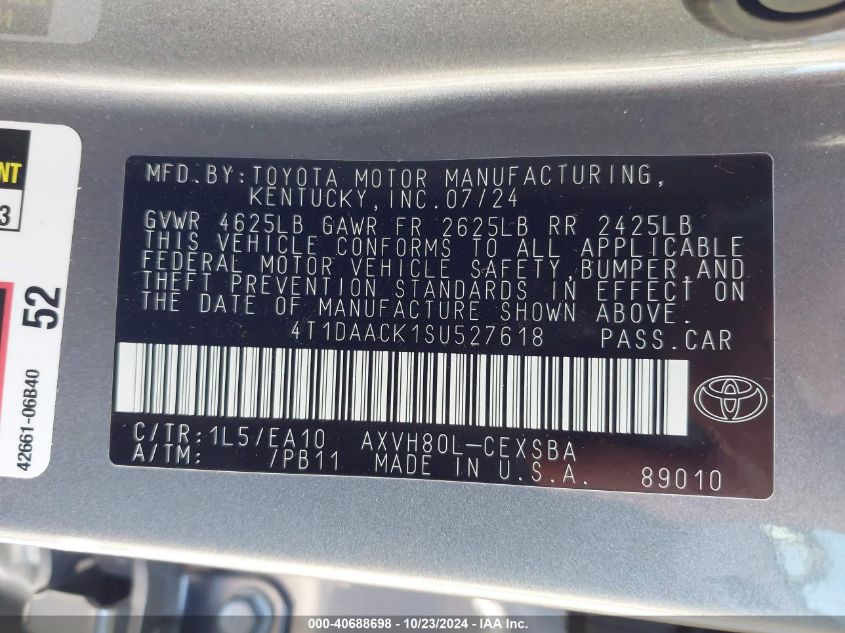 MFD.BY:TOYOTA MOTOR MANUFACTURING,
KENTUCKY, INC.07/24
GVWR 4625LB GAWR FR 2625LB RR 2425LB
THIS VEHICLE CONFORMS TO ALL APPLICABLE
FEDERAL MOTOR VEHICLE SAFETY,BUMPER,AND
THEFT PREVENTION STANDARDS IN EFFECT ON
THE DATE OF MANUFACTURE SHOWN ABOVE.
4T1DAACK1SU527618 PASS.CAR
C/TR:1L5/EA10 AXVH80L-CEXSBA
A/TM: /PB11 MADE IN U.S.A. 89010
3
52
42661-06B40
000-40688698 - 10/23/2024 - IAA Inc.